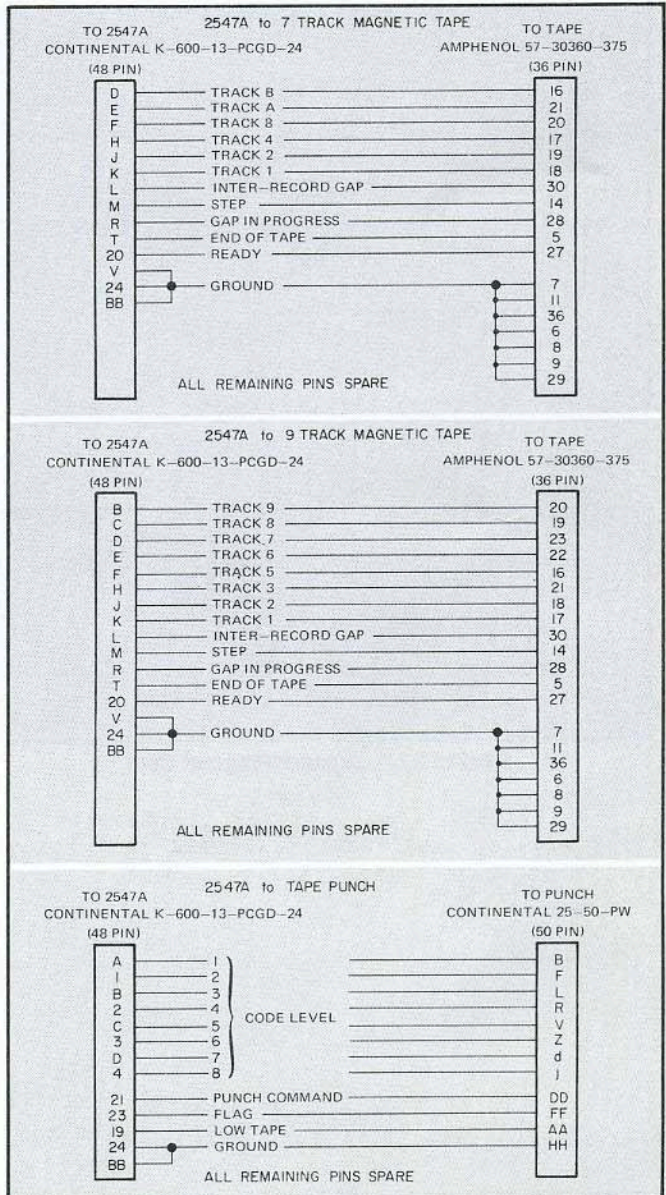 2547A to 7 TRACK MAGNETIC TAPE
TO 2547A
CONTINENTAL K-600-13-PCGD-24
(48 PIN)
TO TAPE
AMPHENOL 57-30360-375
(36 PIN)
D TRACK B 16
E TRACK A 21
F TRACK 8 20
H TRACK 4 17
J TRACK 2 19
K TRACK 1 18
L INTER-RECORD GAP 30
M STEP 14
R GAP IN PROGRESS 28
T END OF TAPE 5
20 READY 27
V
24 GROUND 7
BB 11
36
6
8
9
29
ALL REMAINING PINS SPARE
2547A to 9 TRACK MAGNETIC TAPE
TO 2547A
CONTINENTAL K-600-13-PCGD-24
(48 PIN)
TO TAPE
AMPHENOL 57-30360-375
(36 PIN)
B TRACK 9 20
C TRACK 8 19
D TRACK 7 23
E TRACK 6 22
F TRACK 5 16
H TRACK 3 21
J TRACK 2 18
K TRACK 1 17
L INTER-RECORD GAP 30
M STEP 14
R GAP IN PROGRESS 28
T END OF TAPE 5
20 READY 27
V
24 GROUND 7
BB 11
36
6
8
9
29
ALL REMAINING PINS SPARE
2547A to TAPE PUNCH
TO 2547A
CONTINENTAL K-600-13-PCGD-24
(48 PIN)
TO PUNCH
CONTINENTAL 25-50-PW
(50 PIN)
A 1 B
1 2 F
B 3 L
2 4 R
C 5 CODE LEVEL V
3 6 Z
D 7 d
4 8 j
21 PUNCH COMMAND DD
23 FLAG FF
19 LOW TAPE AA
24 GROUND HH
BB
ALL REMAINING PINS SPARE